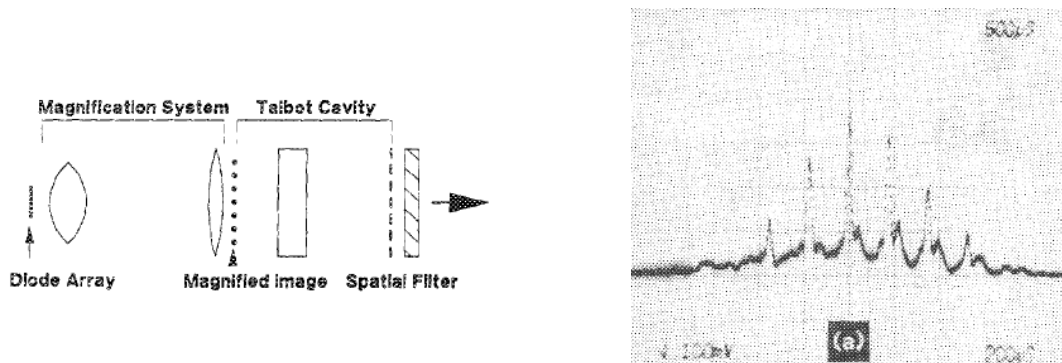 Magnification System
Talbot Cavity
Diode Array
Magnified Image
Spatial Filter
(a)